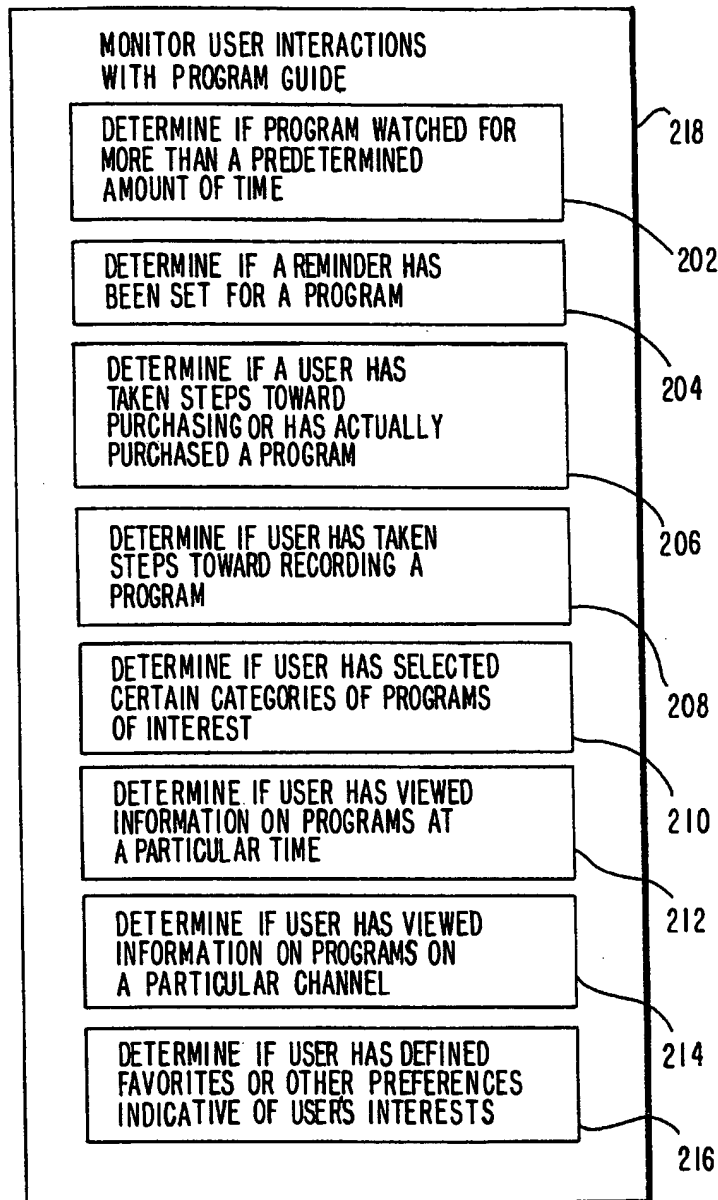 MONITOR USER INTERACTIONS
WITH PROGRAM GUIDE
DETERMINE IF PROGRAM WATCHED FOR
MORE THAN A PREDETERMINED
AMOUNT OF TIME
218
202
DETERMINE IF A REMINDER HAS
BEEN SET FOR A PROGRAM
204
DETERMINE IF A USER HAS
TAKEN STEPS TOWARD
PURCHASING OR HAS ACTUALLY
PURCHASED A PROGRAM
206
DETERMINE IF USER HAS TAKEN
STEPS TOWARD RECORDING A
PROGRAM
208
DETERMINE IF USER HAS SELECTED
CERTAIN CATEGORIES OF PROGRAMS
OF INTEREST
210
DETERMINE IF USER HAS VIEWED
INFORMATION ON PROGRAMS AT
A PARTICULAR TIME
212
DETERMINE IF USER HAS VIEWED
INFORMATION ON PROGRAMS ON
A PARTICULAR CHANNEL
214
DETERMINE IF USER HAS DEFINED
FAVORITES OR OTHER PREFERENCES
INDICATIVE OF USER'S INTERESTS
216